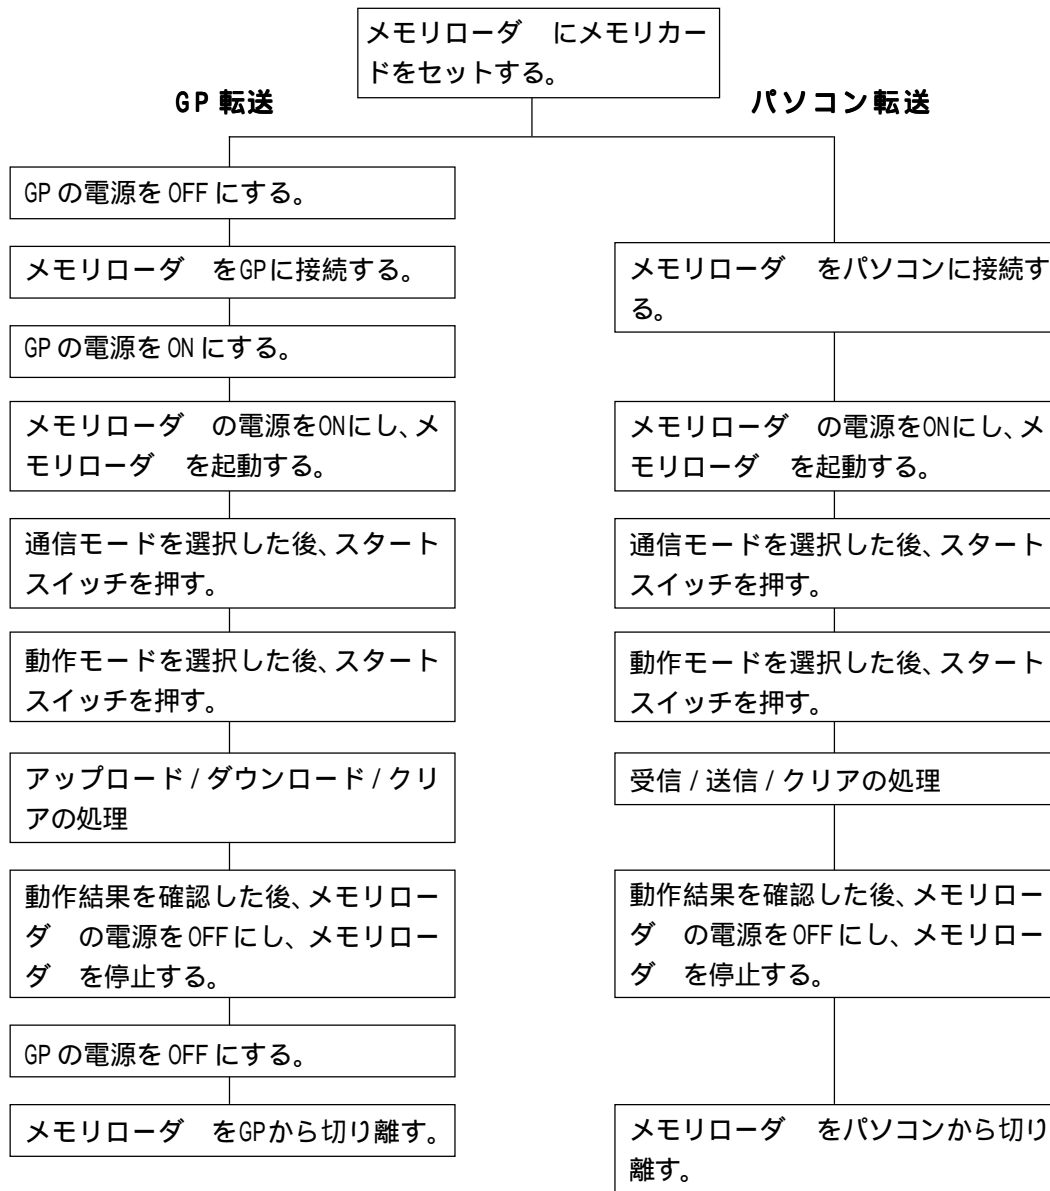 メモリローダ　にメモリカー
ドをセットする。
GP 転送
GP の電源を OFF にする。
メモリローダ　をGPに接続する。
GP の電源を ON にする。
メモリローダ　の電源をONにし、メ
モリローダ　を起動する。
通信モードを選択した後、スタート
スイッチを押す。
動作モードを選択した後、スタート
スイッチを押す。
アップロード / ダウンロード / クリ
アの処理
動作結果を確認した後、メモリロー
ダ　の電源をOFFにし、メモリロー
ダ　を停止する。
GP の電源を OFF にする。
メモリローダ　をGPから切り離す。
パソコン転送
メモリローダ　をパソコンに接続す
る。
メモリローダ　の電源をONにし、メ
モリローダ　を起動する。
通信モードを選択した後、スタート
スイッチを押す。
動作モードを選択した後、スタート
スイッチを押す。
受信 / 送信 / クリアの処理
動作結果を確認した後、メモリロー
ダ　の電源をOFFにし、メモリロー
ダ　を停止する。
メモリローダ　をパソコンから切り
離す。